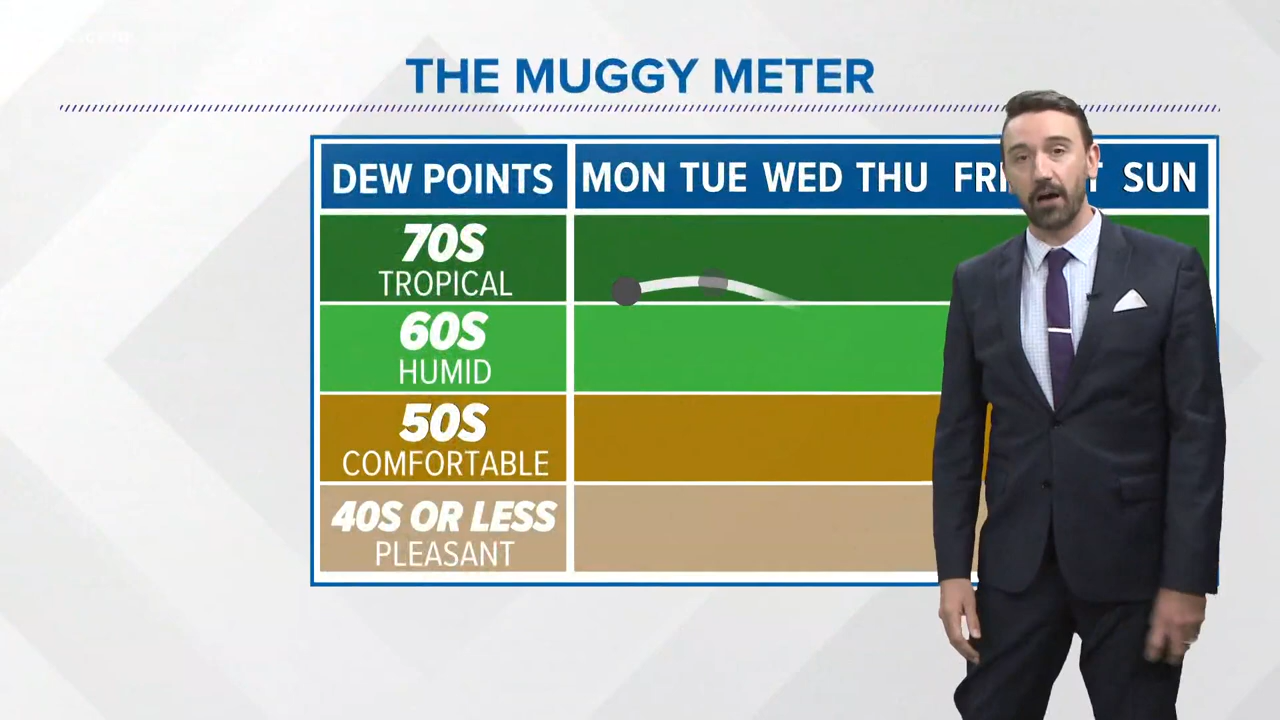 THE MUGGY METER
DEW POINTS
MON TUE WED THU FRI SUN
70S
TROPICAL
60S
HUMID
50S
COMFORTABLE
40S OR LESS
PLEASANT